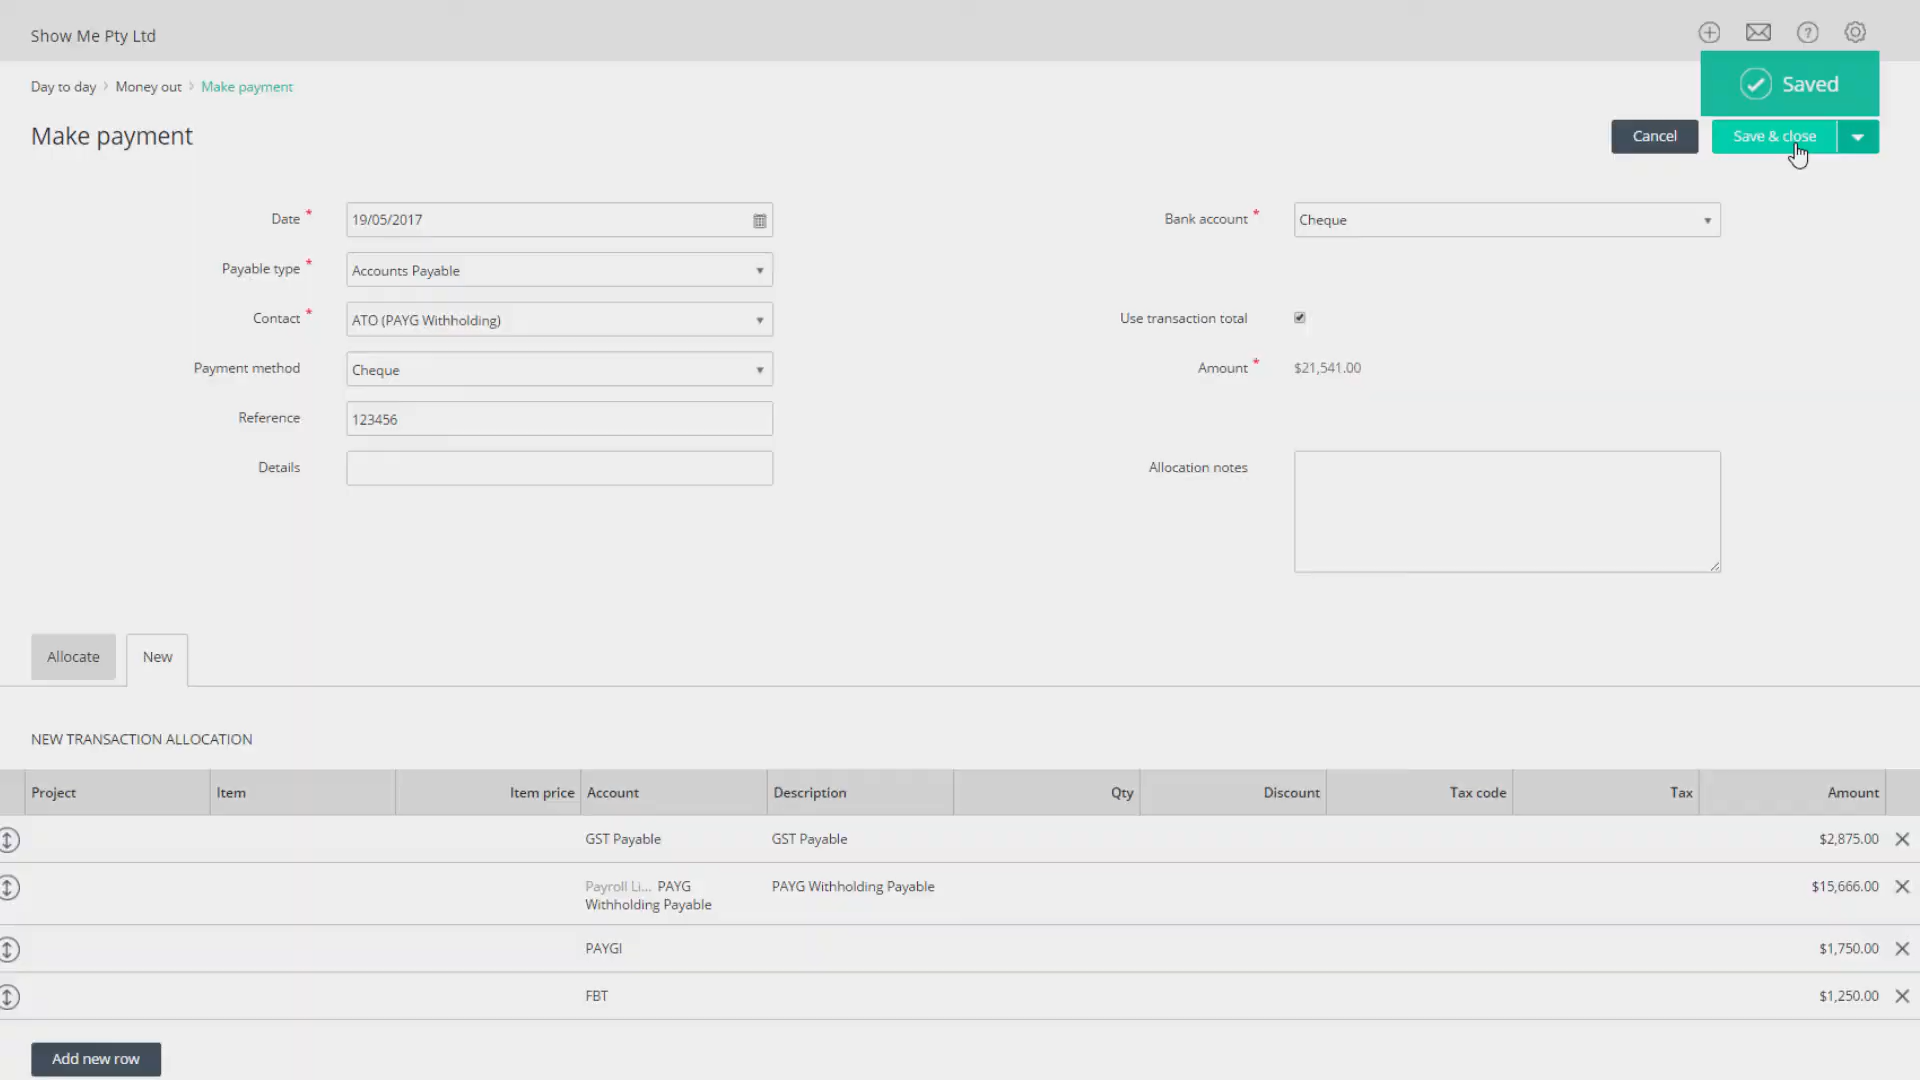 Show Me Pty Ltd
Saved
Day to day > Money out > Make payment
Make payment
Cancel
Save & close
Date *
19/05/2017
Bank account *
Cheque
Payable type *
Accounts Payable
Contact *
ATO (PAYG Withholding)
Use transaction total
Payment method
Cheque
Amount *
$21,541.00
Reference
123456
Details
Allocation notes
Allocate
New
NEW TRANSACTION ALLOCATION
Project Item Item price Account Description Qty Discount Tax code Tax Amount
GST Payable GST Payable $2,875.00
Payroll Li... PAYG PAYG Withholding Payable $15,666.00
Withholding Payable
PAYGI $1,750.00
FBT $1,250.00
Add new row